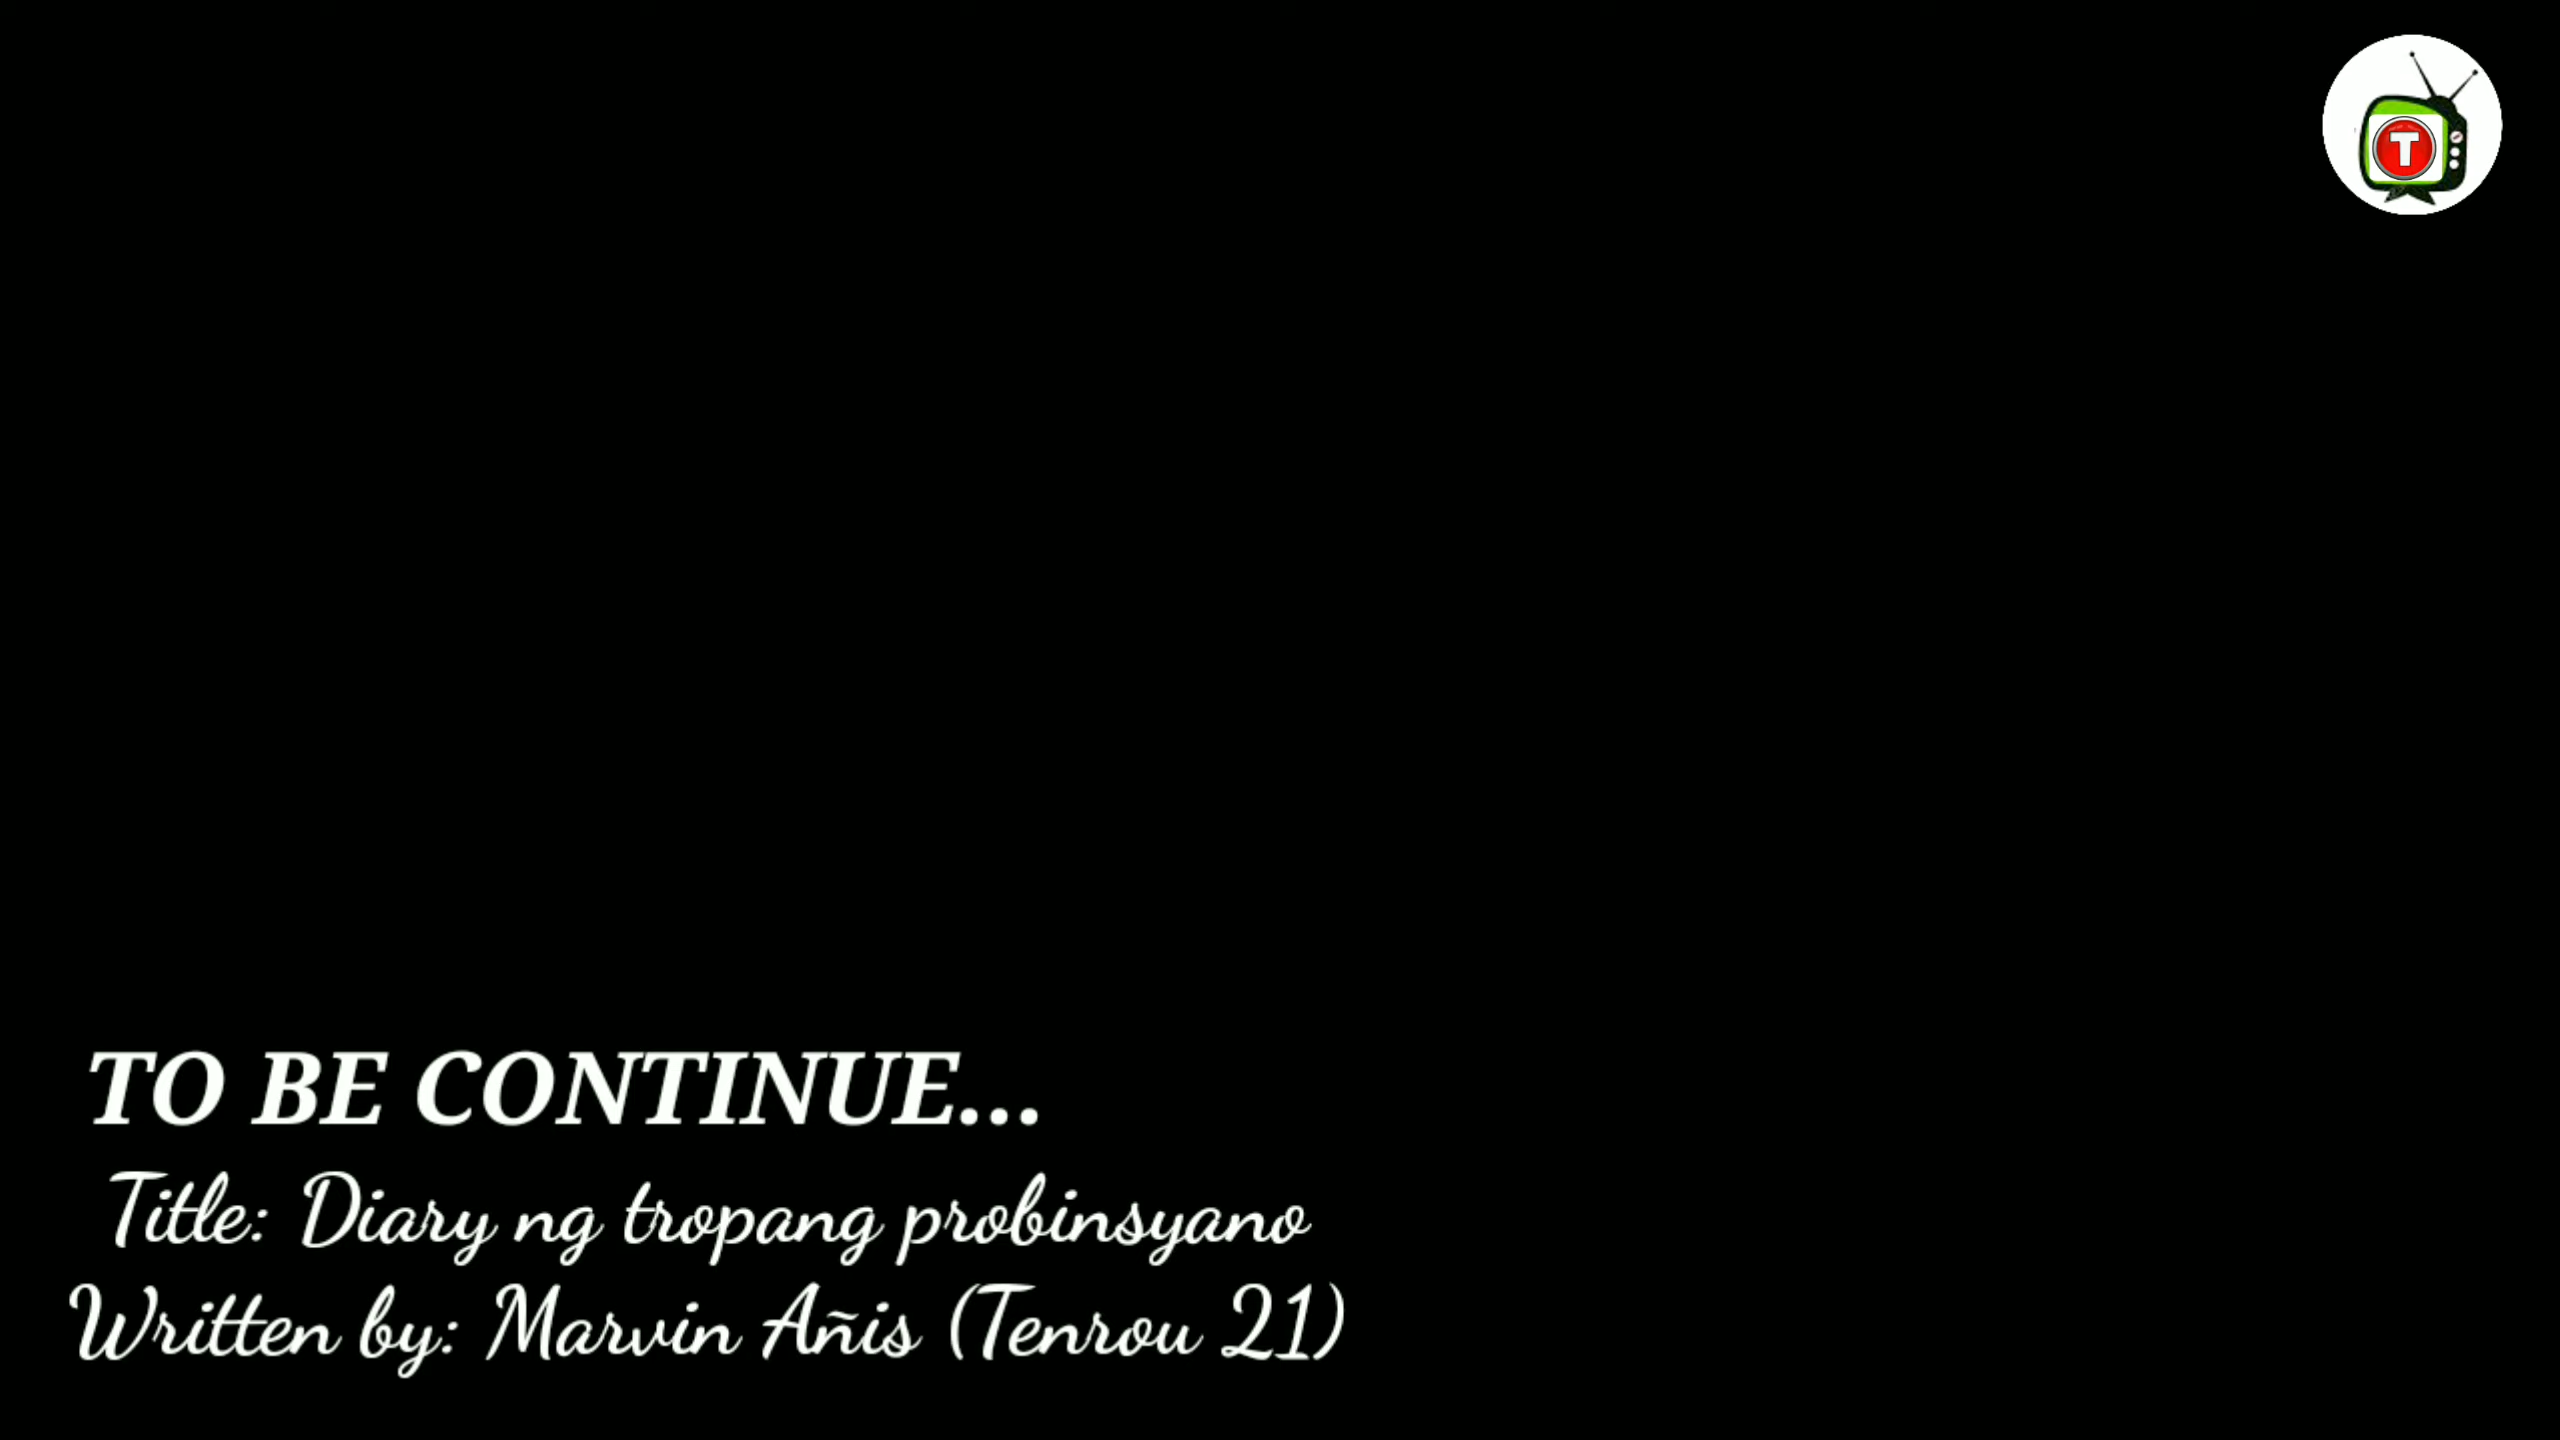 T
TO BE CONTINUE...
Title: Diary ng tropang probinsyano
Written by: Marvin Añis (Tenrou 21)